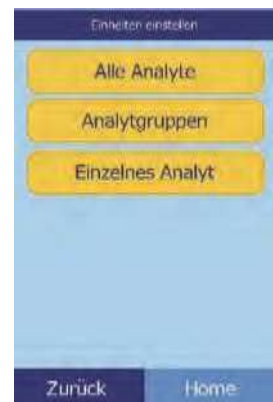 Einheiten einstellen
Alle Analyte
Analytgruppen
Einzelnes Analyt
Zurück Home